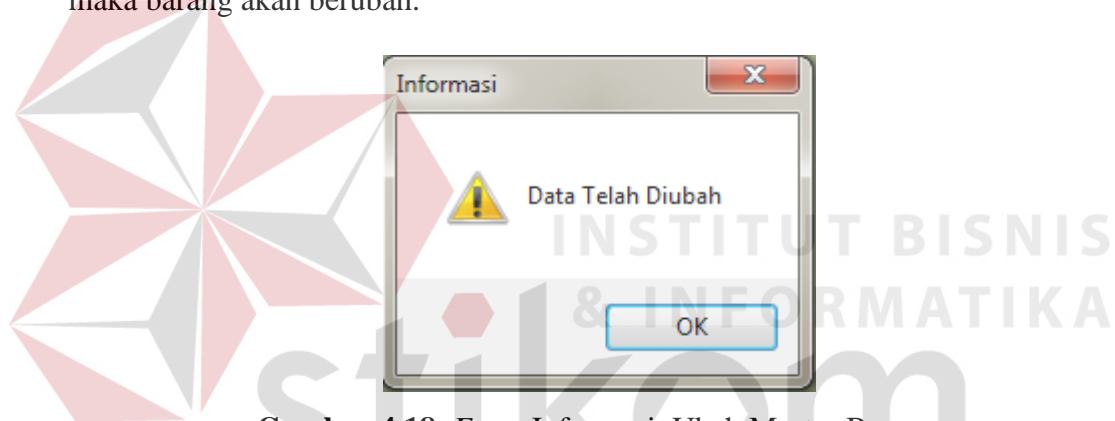 maka barang akan berubah.
Informasi
Data Telah Diubah
INSTITUT BISNIS
& INFORMATIKA
OK
stikom